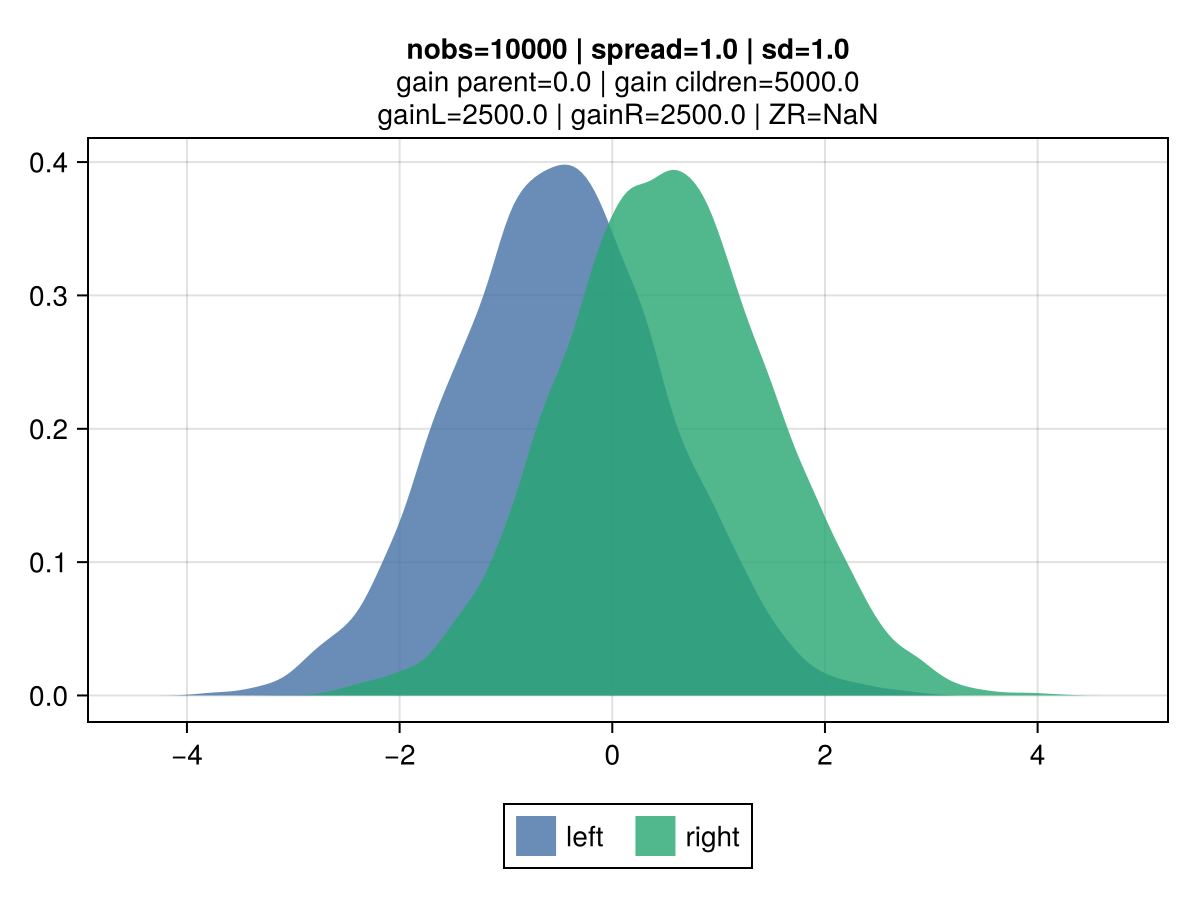 nobs=10000 | spread=1.0 | sd=1.0
gain parent=0.0 | gain cildren=5000.0
gainL=2500.0 | gainR=2500.0 | ZR=NaN
0.4
0.3
0.2
0.1
0.0
−4 −2 0 2 4
left right